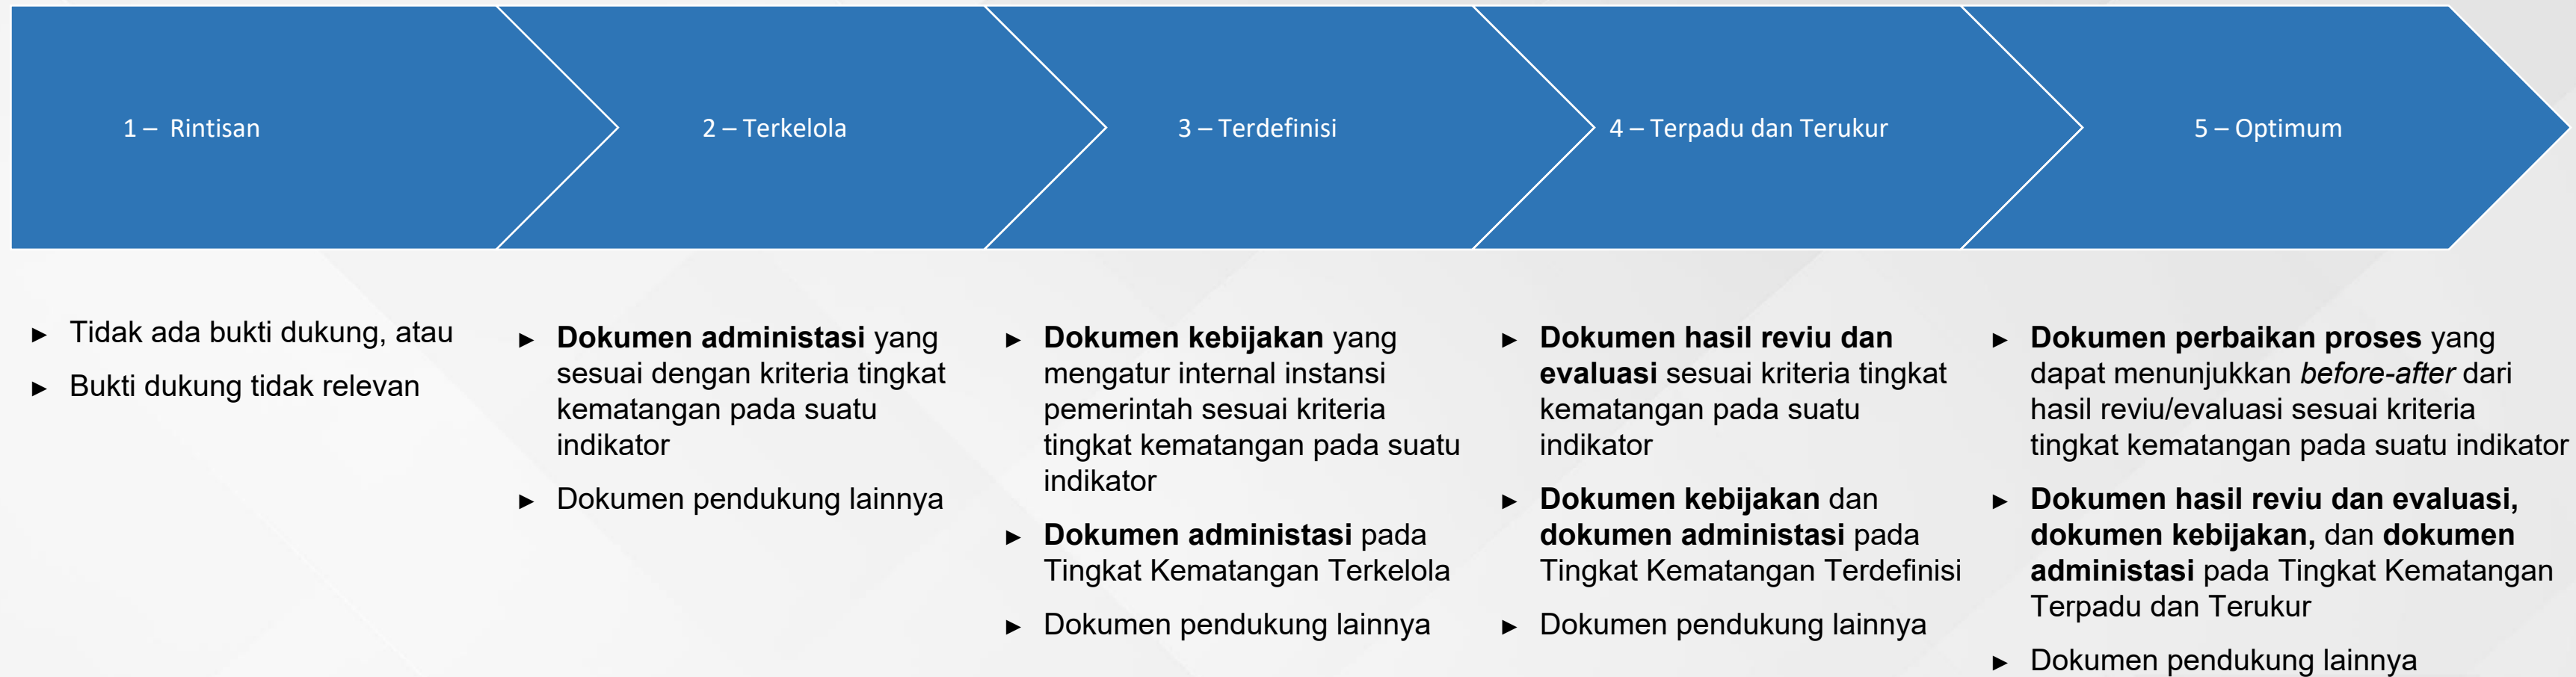 1 – Rintisan
2 – Terkelola
3 – Terdefinisi
4 – Terpadu dan Terukur
5 – Optimum
► Tidak ada bukti dukung, atau
► Bukti dukung tidak relevan
► Dokumen administasi yang
sesuai dengan kriteria tingkat
kematangan pada suatu
indikator
► Dokumen pendukung lainnya
► Dokumen kebijakan yang
mengatur internal instansi
pemerintah sesuai kriteria
tingkat kematangan pada suatu
indikator
► Dokumen administasi pada
Tingkat Kematangan Terkelola
► Dokumen pendukung lainnya
► Dokumen hasil reviu dan
evaluasi sesuai kriteria tingkat
kematangan pada suatu
indikator
► Dokumen kebijakan dan
dokumen administasi pada
Tingkat Kematangan Terdefinisi
► Dokumen pendukung lainnya
► Dokumen perbaikan proses yang
dapat menunjukkan before-after dari
hasil reviu/evaluasi sesuai kriteria
tingkat kematangan pada suatu indikator
► Dokumen hasil reviu dan evaluasi,
dokumen kebijakan, dan dokumen
administasi pada Tingkat Kematangan
Terpadu dan Terukur
► Dokumen pendukung lainnya